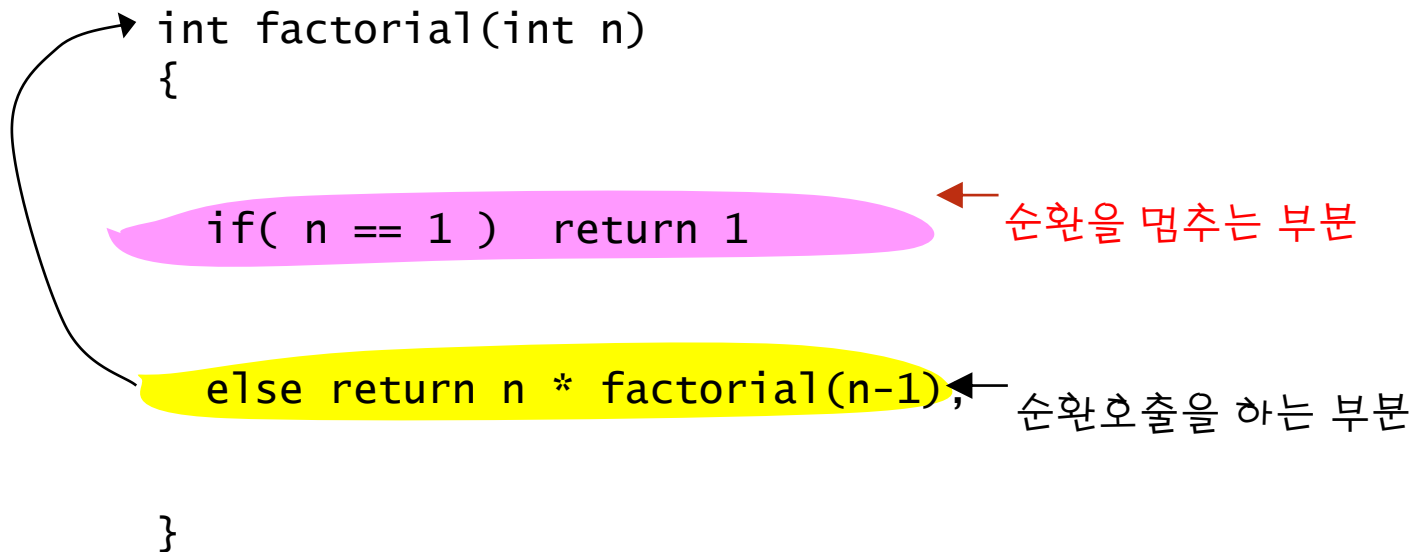 int factorial(int n)
{
if( n == 1 ) return 1
순환을 멈추는 부분
else return n * factorial(n-1);
순환호출을 하는 부분
}